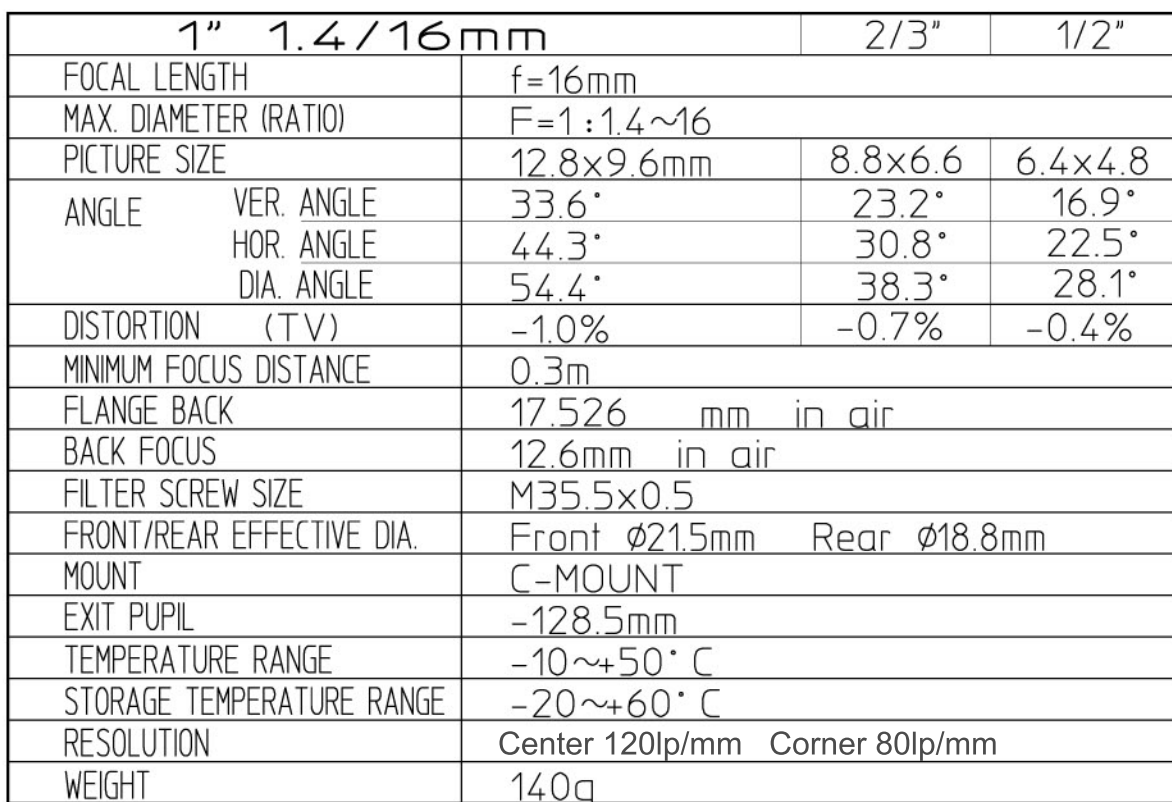 1” 1.4/16mm 2/3" 1/2"
FOCAL LENGTH f=16mm
MAX. DIAMETER (RATIO) F=1:1.4~16
PICTURE SIZE 12.8x9.6mm 8.8x6.6 6.4x4.8
ANGLE VER. ANGLE 33.6° 23.2° 16.9°
HOR. ANGLE 44.3° 30.8° 22.5°
DIA. ANGLE 54.4° 38.3° 28.1°
DISTORTION (TV) -1.0% -0.7% -0.4%
MINIMUM FOCUS DISTANCE 0.3m
FLANGE BACK 17.526 mm in air
BACK FOCUS 12.6mm in air
FILTER SCREW SIZE M35.5x0.5
FRONT/REAR EFFECTIVE DIA. Front Ø21.5mm Rear Ø18.8mm
MOUNT C-MOUNT
EXIT PUPIL -128.5mm
TEMPERATURE RANGE -10~+50°C
STORAGE TEMPERATURE RANGE -20~+60°C
RESOLUTION Center 120lp/mm Corner 80lp/mm
WEIGHT 140g